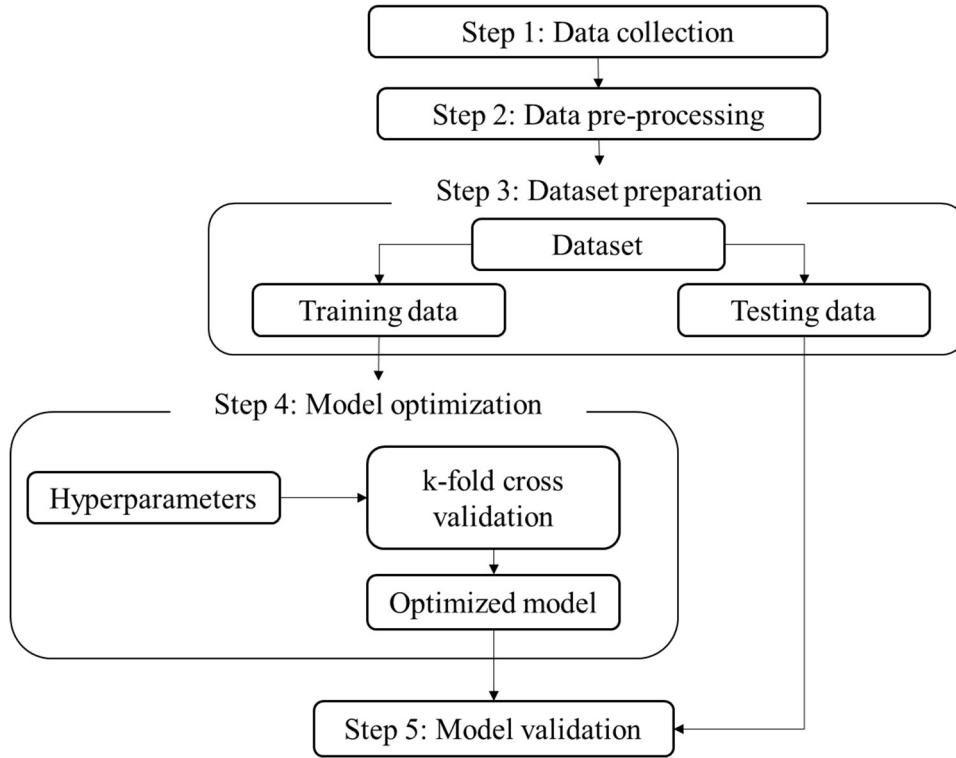 Step 1: Data collection
Step 2: Data pre-processing
Step 3: Dataset preparation
Dataset
Training data
Testing data
Step 4: Model optimization
Hyperparameters
k-fold cross
validation
Optimized model
Step 5: Model validation